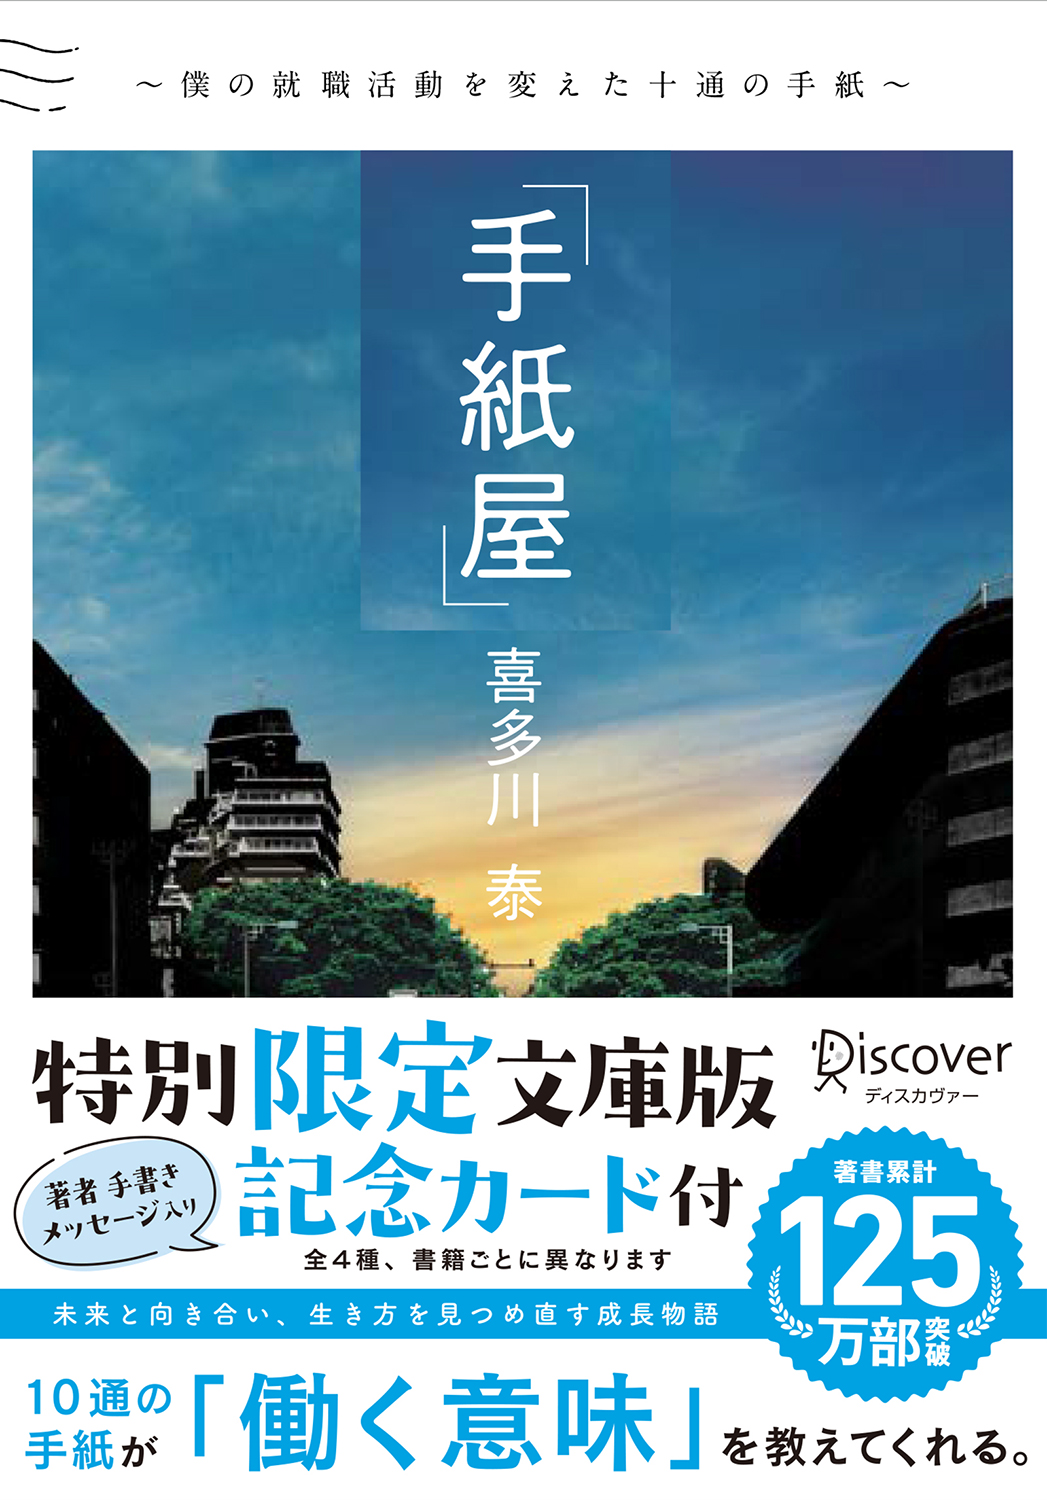 〜僕の就職活動を変えた十通の手紙〜
「手紙屋」
喜多川 泰
特別限定文庫版
Discover
ディスカヴァー
著者 手書き
メッセージ入り
記念カード付
全4種、書籍ごとに異なります
著書累計
125
万部突破
未来と向き合い、生き方を見つめ直す成長物語
10通の
手紙が
「働く意味」を教えてくれる。